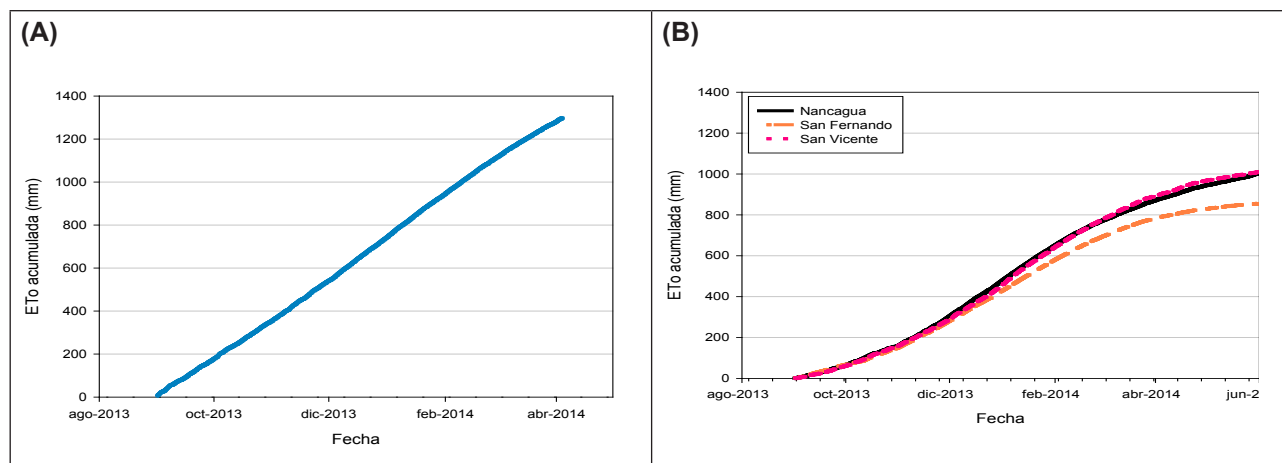 (A)
1400
1200
1000
800
600
400
200
0
ETo acumulada (mm)
ago-2013 oct-2013 dic-2013 feb-2014 abr-2014
Fecha
(B)
1400
1200
1000
800
600
400
200
0
ETo acumulada (mm)
Nancagua
San Fernando
San Vicente
ago-2013 oct-2013 dic-2013 feb-2014 abr-2014 jun-2
Fecha